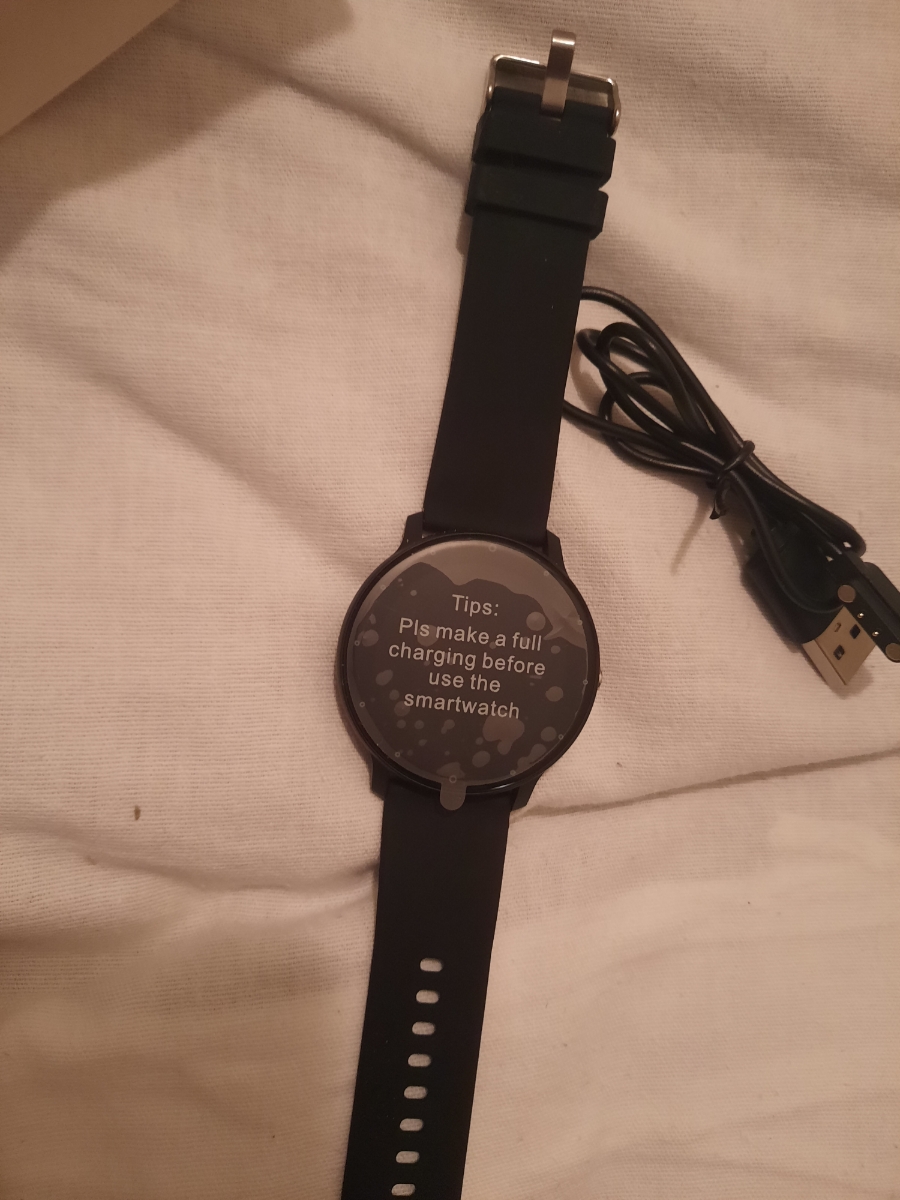 Tips:
Pls make a full
charging before
use the
smartwatch